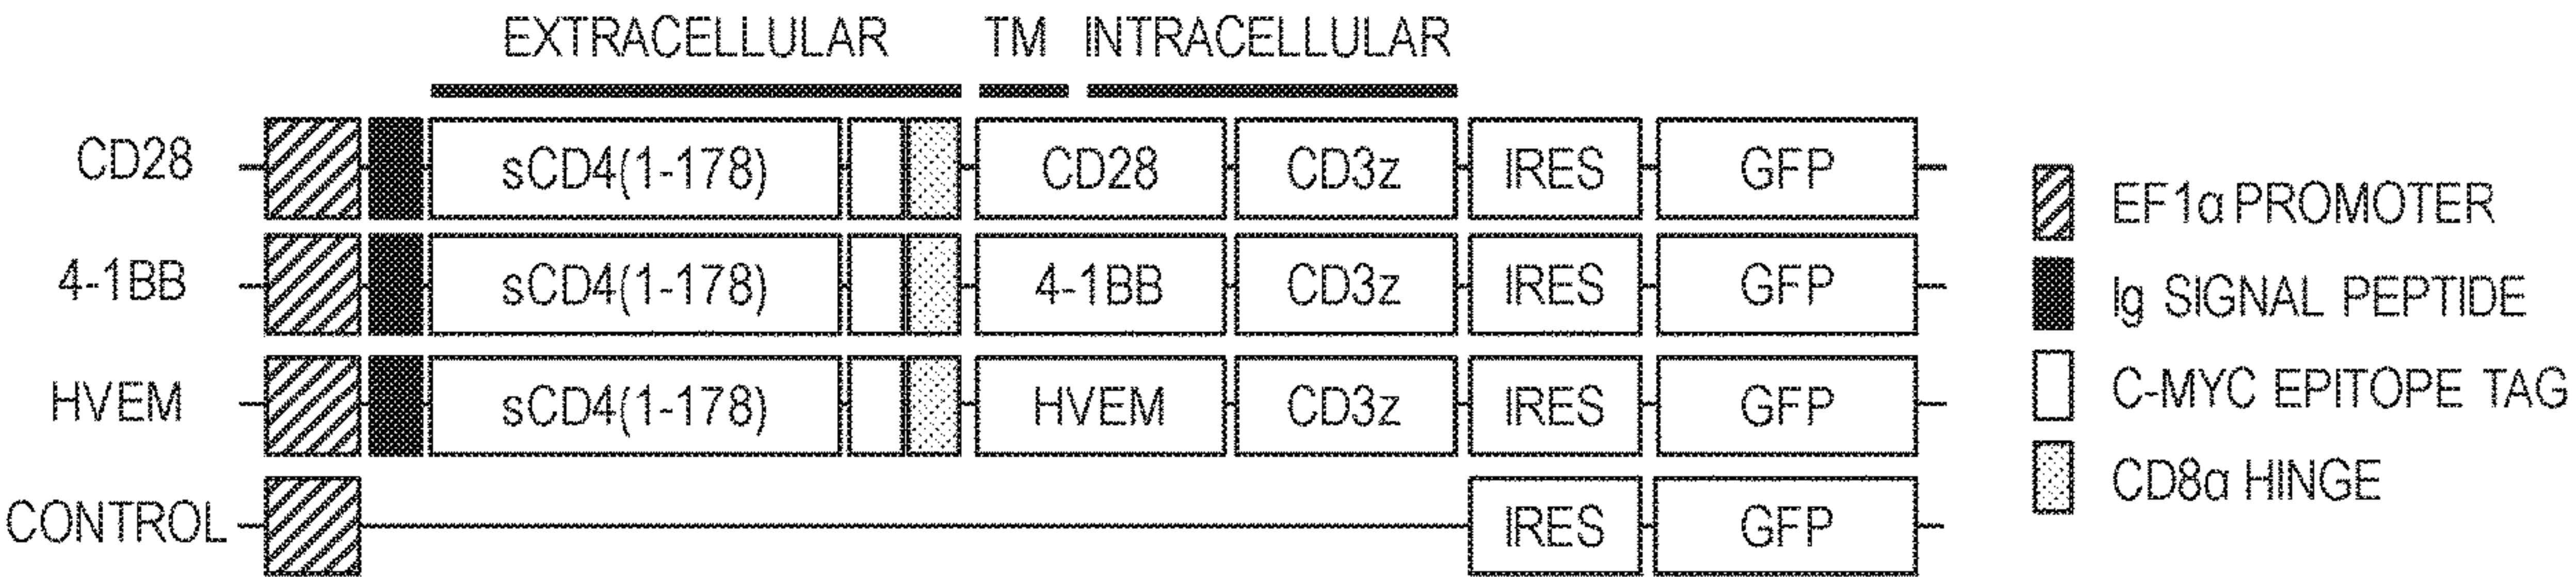 EXTRACELLULAR TM INTRACELLULAR
CD28 sCD4(1-178) CD28 CD3z IRES GFP
4-1BB sCD4(1-178) 4-1BB CD3z IRES GFP
HVEM sCD4(1-178) HVEM CD3z IRES GFP
CONTROL IRES GFP
EF1α PROMOTER
Ig SIGNAL PEPTIDE
C-MYC EPITOPE TAG
CD8α HINGE